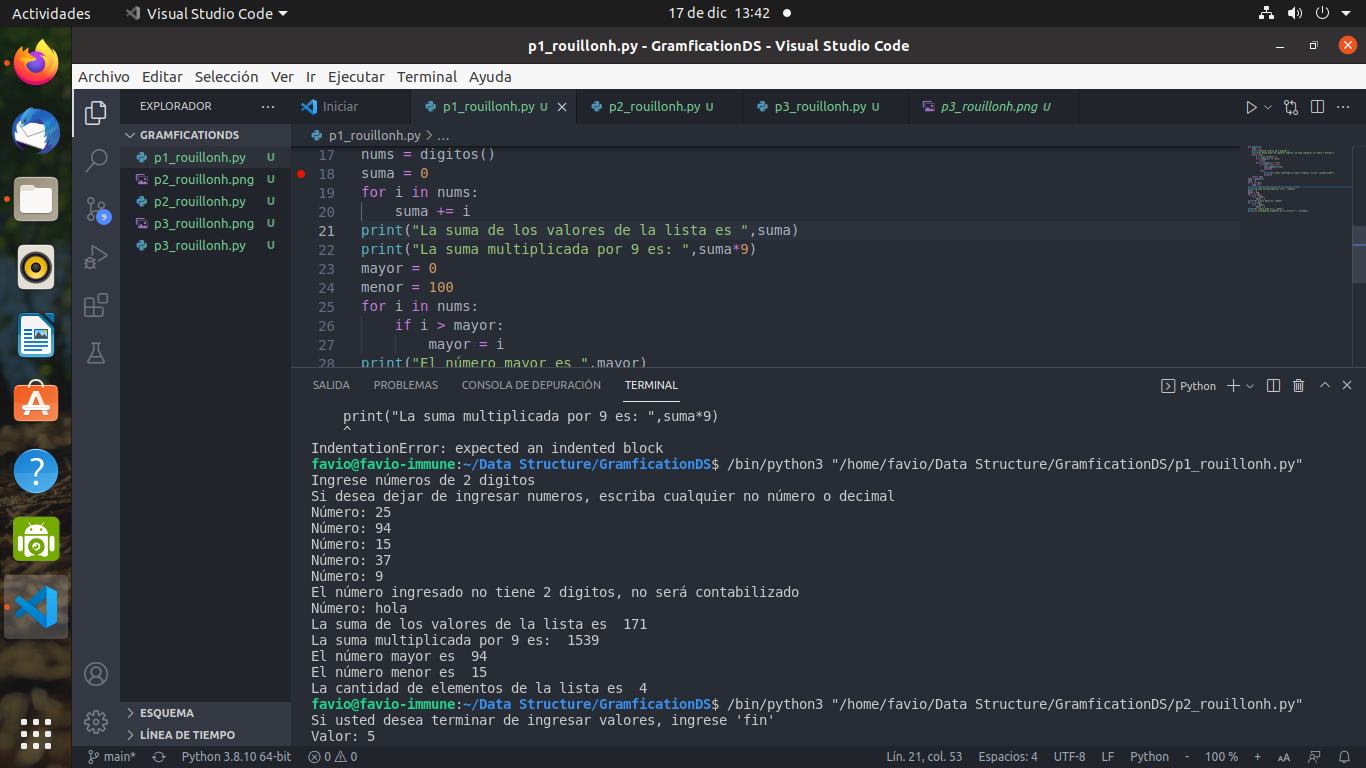 Actividades
Visual Studio Code
17 de dic 13:42
p1_rouillonh.py - GramficationDS - Visual Studio Code
Archivo Editar Selección Ver Ir Ejecutar Terminal Ayuda
EXPLORADOR
GRAMFICATIONDS
p1_rouillonh.py U
p2_rouillonh.png U
p2_rouillonh.py U
p3_rouillonh.png U
p3_rouillonh.py U
9
ESQUEMA
LÍNEA DE TIEMPO
Iniciar
p1_rouillonh.py U
p2_rouillonh.py U
p3_rouillonh.py U
p3_rouillonh.png U
p1_rouillonh.py > ...
17 nums = digitos()
18 suma = 0
19 for i in nums:
20     suma += i
21 print("La suma de los valores de la lista es ",suma)
22 print("La suma multiplicada por 9 es: ",suma*9)
23 mayor = 0
24 menor = 100
25 for i in nums:
26     if i > mayor:
27         mayor = i
28 print("El número mayor es ",mayor)
SALIDA PROBLEMAS CONSOLA DE DEPURACIÓN TERMINAL
Python
    print("La suma multiplicada por 9 es: ",suma*9)
    ^
IndentationError: expected an indented block
favio@favio-immune:~/Data Structure/GramficationDS$ /bin/python3 "/home/favio/Data Structure/GramficationDS/p1_rouillonh.py"
Ingrese números de 2 digitos
Si desea dejar de ingresar numeros, escriba cualquier no número o decimal
Número: 25
Número: 94
Número: 15
Número: 37
Número: 9
El número ingresado no tiene 2 digitos, no será contabilizado
Número: hola
La suma de los valores de la lista es  171
La suma multiplicada por 9 es:  1539
El número mayor es  94
El número menor es  15
La cantidad de elementos de la lista es  4
favio@favio-immune:~/Data Structure/GramficationDS$ /bin/python3 "/home/favio/Data Structure/GramficationDS/p2_rouillonh.py"
Si usted desea terminar de ingresar valores, ingrese 'fin'
Valor: 5
main* Python 3.8.10 64-bit 0 0 Lín. 21, col. 53 Espacios: 4 UTF-8 LF Python - 100 % + AA